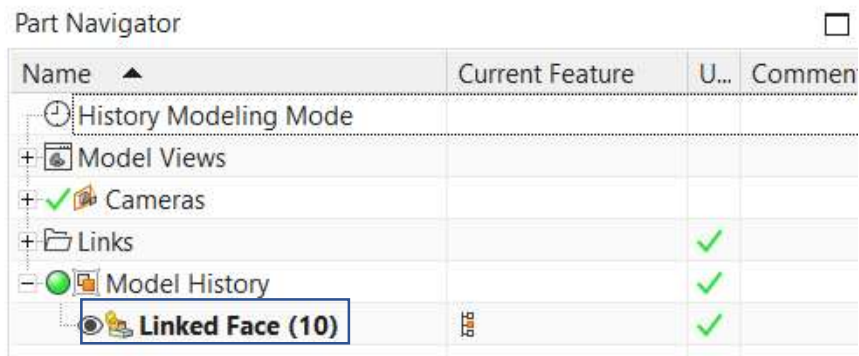 Part Navigator
Name Current Feature U... Commen
History Modeling Mode
Model Views
Cameras
Links
Model History
Linked Face (10)